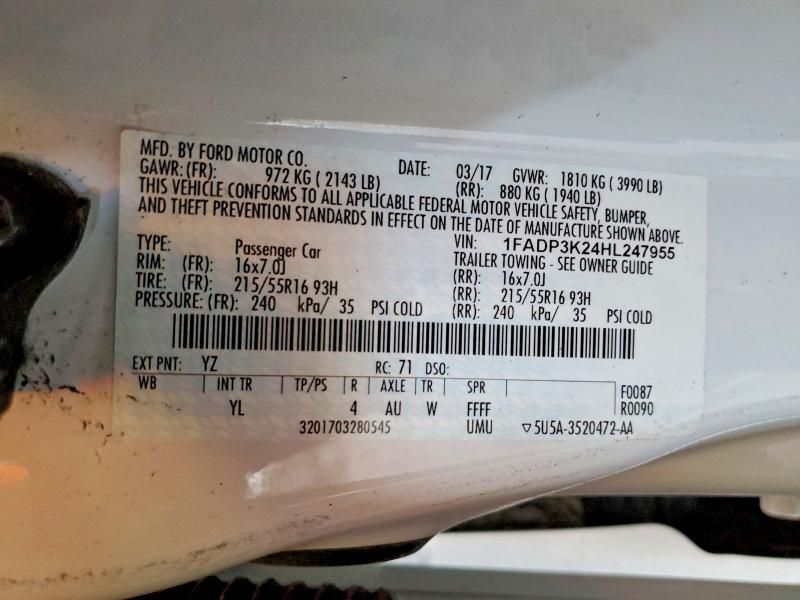 MFD. BY FORD MOTOR CO. DATE: 03/17 GVWR: 1810 KG ( 3990 LB)
GAWR:(FR): 972 KG ( 2143 LB) (RR): 880 KG ( 1940 LB)
THIS VEHICLE CONFORMS TO ALL APPLICABLE FEDERAL MOTOR VEHICLE SAFETY, BUMPER,
AND THEFT PREVENTION STANDARDS IN EFFECT ON THE DATE OF MANUFACTURE SHOWN ABOVE.
VIN: 1FADP3K24HL247955
TYPE: Passenger Car TRAILER TOWING - SEE OWNER GUIDE
RIM: (FR): 16x7.0J (RR): 16x7.0J
TIRE: (FR): 215/55R16 93H (RR): 215/55R16 93H
PRESSURE: (FR): 240 kPa/ 35 PSI COLD (RR): 240 kPa/ 35 PSI COLD
EXT PNT: YZ RC: 71 DSO:
WB INT TR TP/PS R AXLE TR SPR F0087
YL 4 AU W FFFF R0090
3201703280545 UMU ▽5U5A-3520472-AA